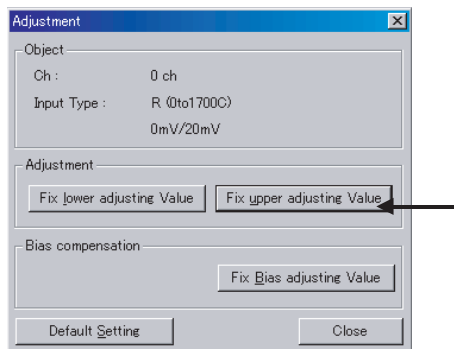 Adjustment
Object
Ch : 0 ch
Input Type : R (0to1700C)
0mV/20mV
Adjustment
Fix lower adjusting Value Fix upper adjusting Value
Bias compensation
Fix Bias adjusting Value
Default Setting Close